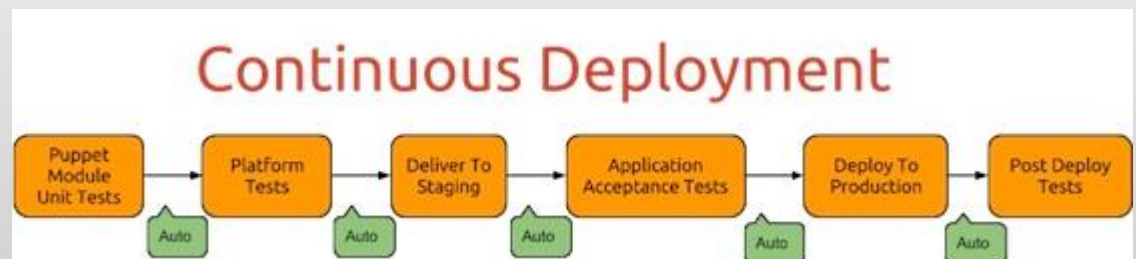 Continuous Deployment
Puppet
Module
Unit Tests
Platform
Tests
Deliver To
Staging
Application
Acceptance Tests
Deploy To
Production
Post Deploy
Tests
Auto
Auto
Auto
Auto
Auto